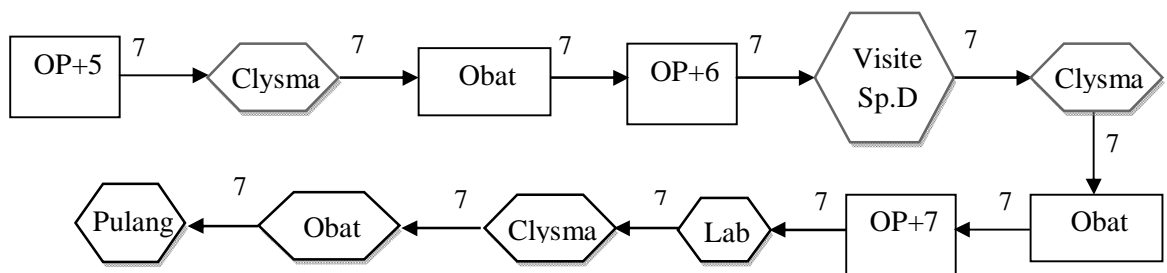 7 7 7 7 7
OP+5 Clysma Obat OP+6 Visite Sp.D Clysma
7
7 7 7 7 7
Pulang Obat Clysma Lab OP+7 Obat